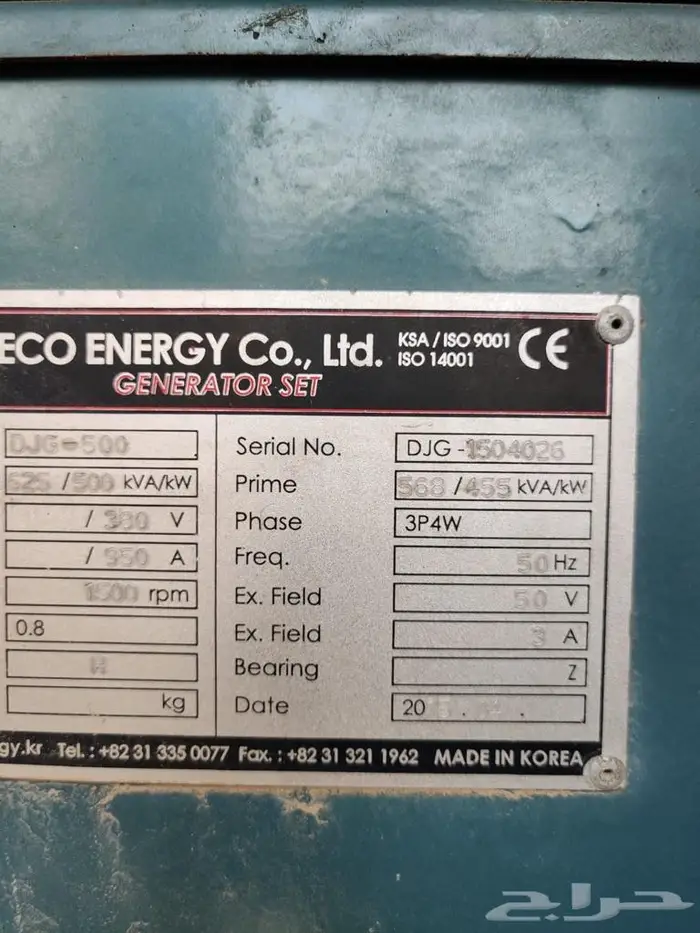 ECO ENERGY Co., Ltd. KSA / ISO 9001 CE
ISO 14001
GENERATOR SET
DJG-500 Serial No. DJG -1504026
625 / 500 kVA/kW Prime 568 / 455 kVA/kW
/ 380 V Phase 3P4W
/ 950 A Freq. 50 Hz
1500 rpm Ex. Field 50 V
0.8 Ex. Field 3 A
H Bearing Z
kg Date 20 . .
gy.kr Tel. : +82 31 335 0077 Fax. : +82 31 321 1962 MADE IN KOREA
حراج